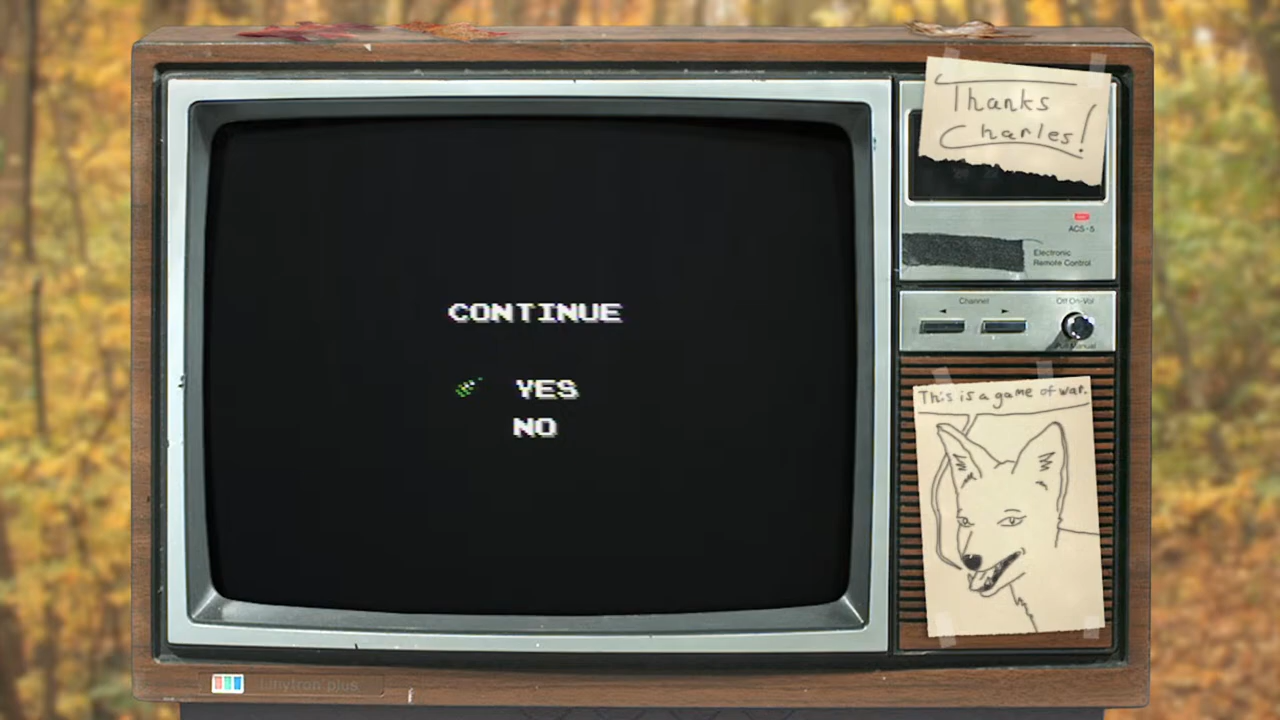 Thanks
Charles!
ACS-5
Electronic
Remote Control
Channel
Off On-Vol
CONTINUE
YES
NO
This is a game of war.
plus